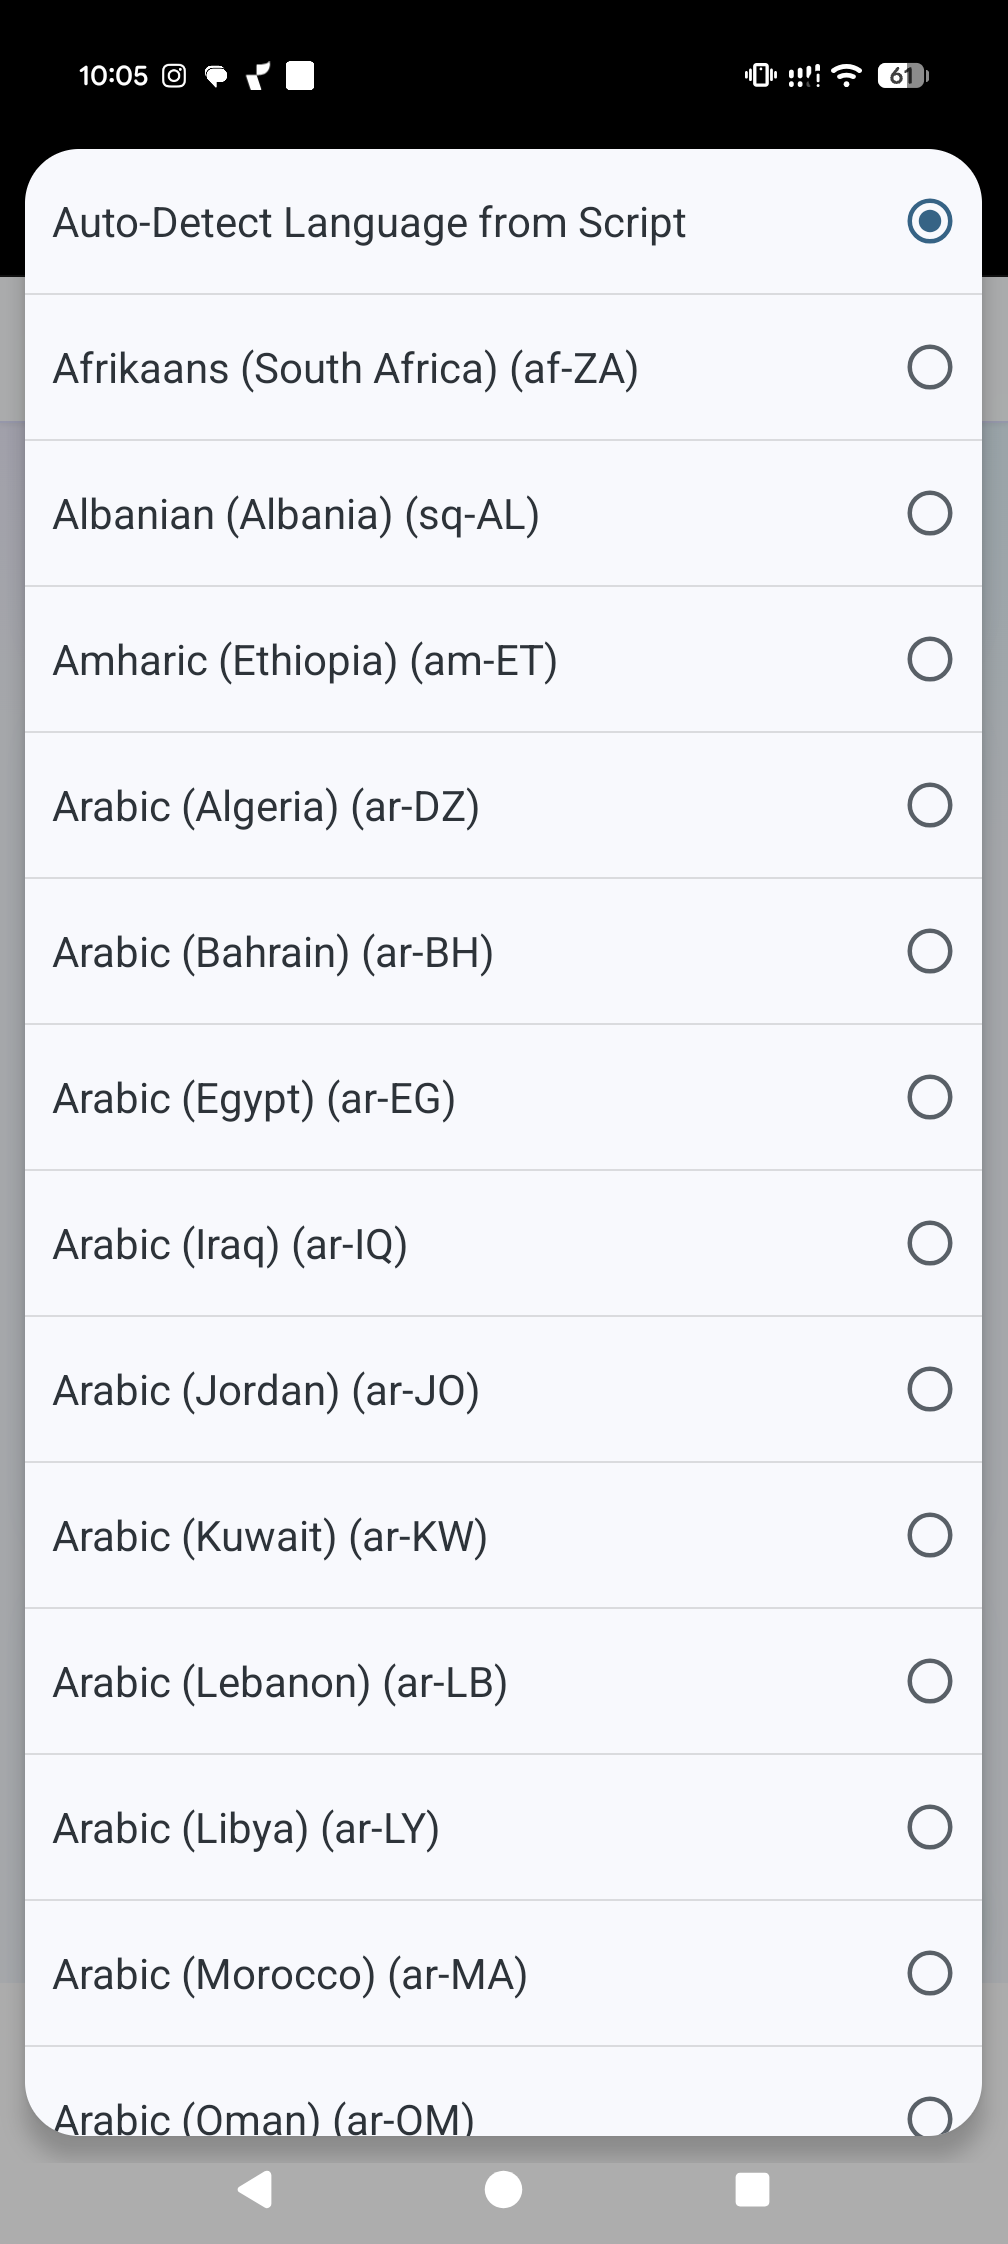 10:05
61
Auto-Detect Language from Script
Afrikaans (South Africa) (af-ZA)
Albanian (Albania) (sq-AL)
Amharic (Ethiopia) (am-ET)
Arabic (Algeria) (ar-DZ)
Arabic (Bahrain) (ar-BH)
Arabic (Egypt) (ar-EG)
Arabic (Iraq) (ar-IQ)
Arabic (Jordan) (ar-JO)
Arabic (Kuwait) (ar-KW)
Arabic (Lebanon) (ar-LB)
Arabic (Libya) (ar-LY)
Arabic (Morocco) (ar-MA)
Arabic (Oman) (ar-OM)